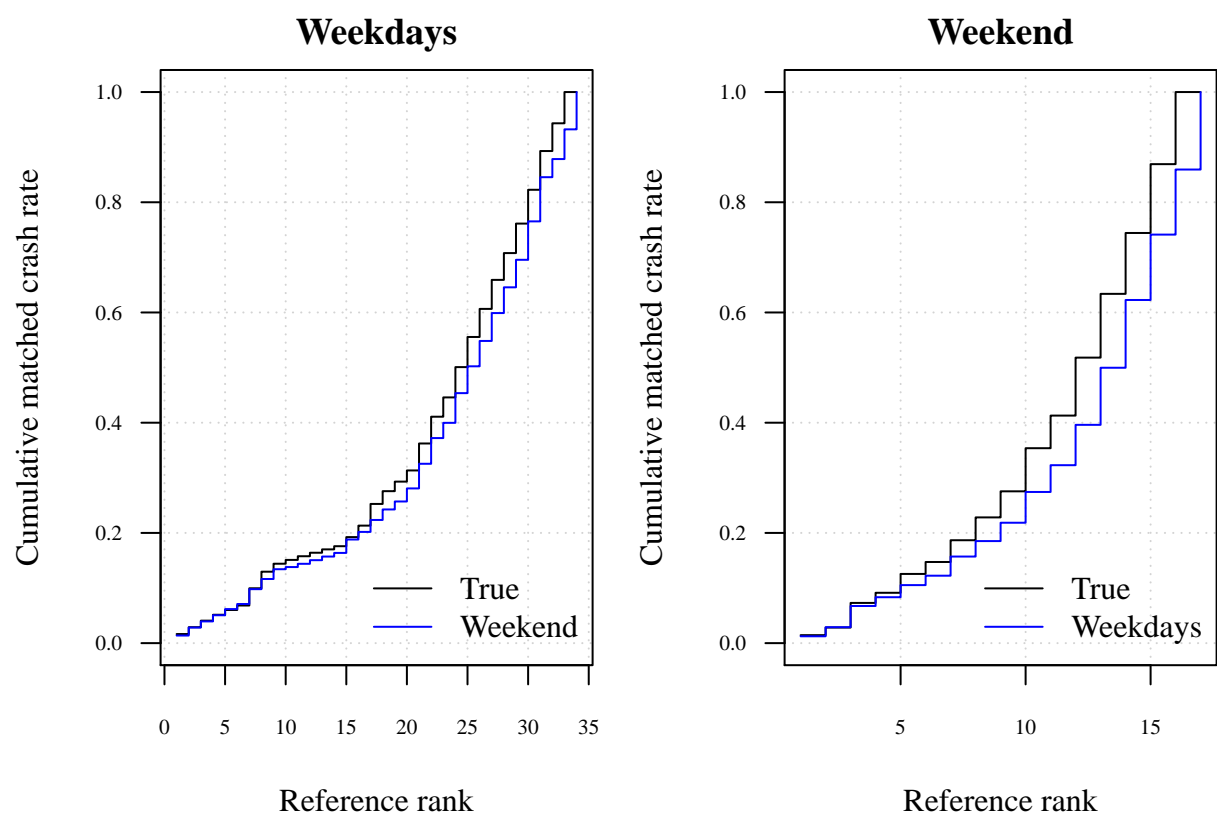 Weekdays
Cumulative matched crash rate
1.0
0.8
0.6
0.4
0.2
0.0
True
Weekend
0 5 10 15 20 25 30 35
Reference rank
Weekend
Cumulative matched crash rate
1.0
0.8
0.6
0.4
0.2
0.0
True
Weekdays
5 10 15
Reference rank